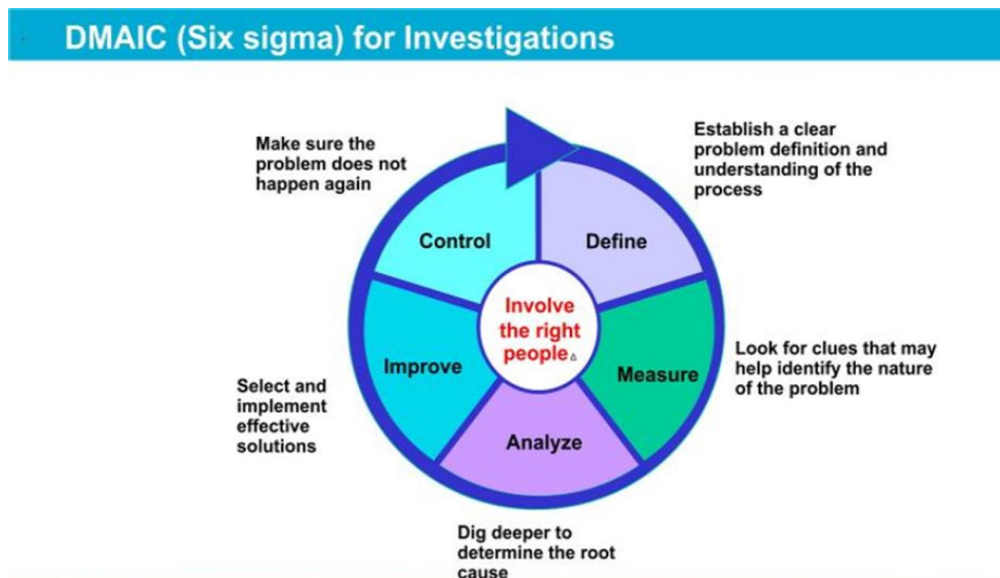 DMAIC (Six sigma) for Investigations
Make sure the
problem does not
happen again
Establish a clear
problem definition and
understanding of the
process
Control
Define
Involve
the right
people
Improve
Measure
Look for clues that may
help identify the nature
of the problem
Select and
implement
effective
solutions
Analyze
Dig deeper to
determine the root
cause